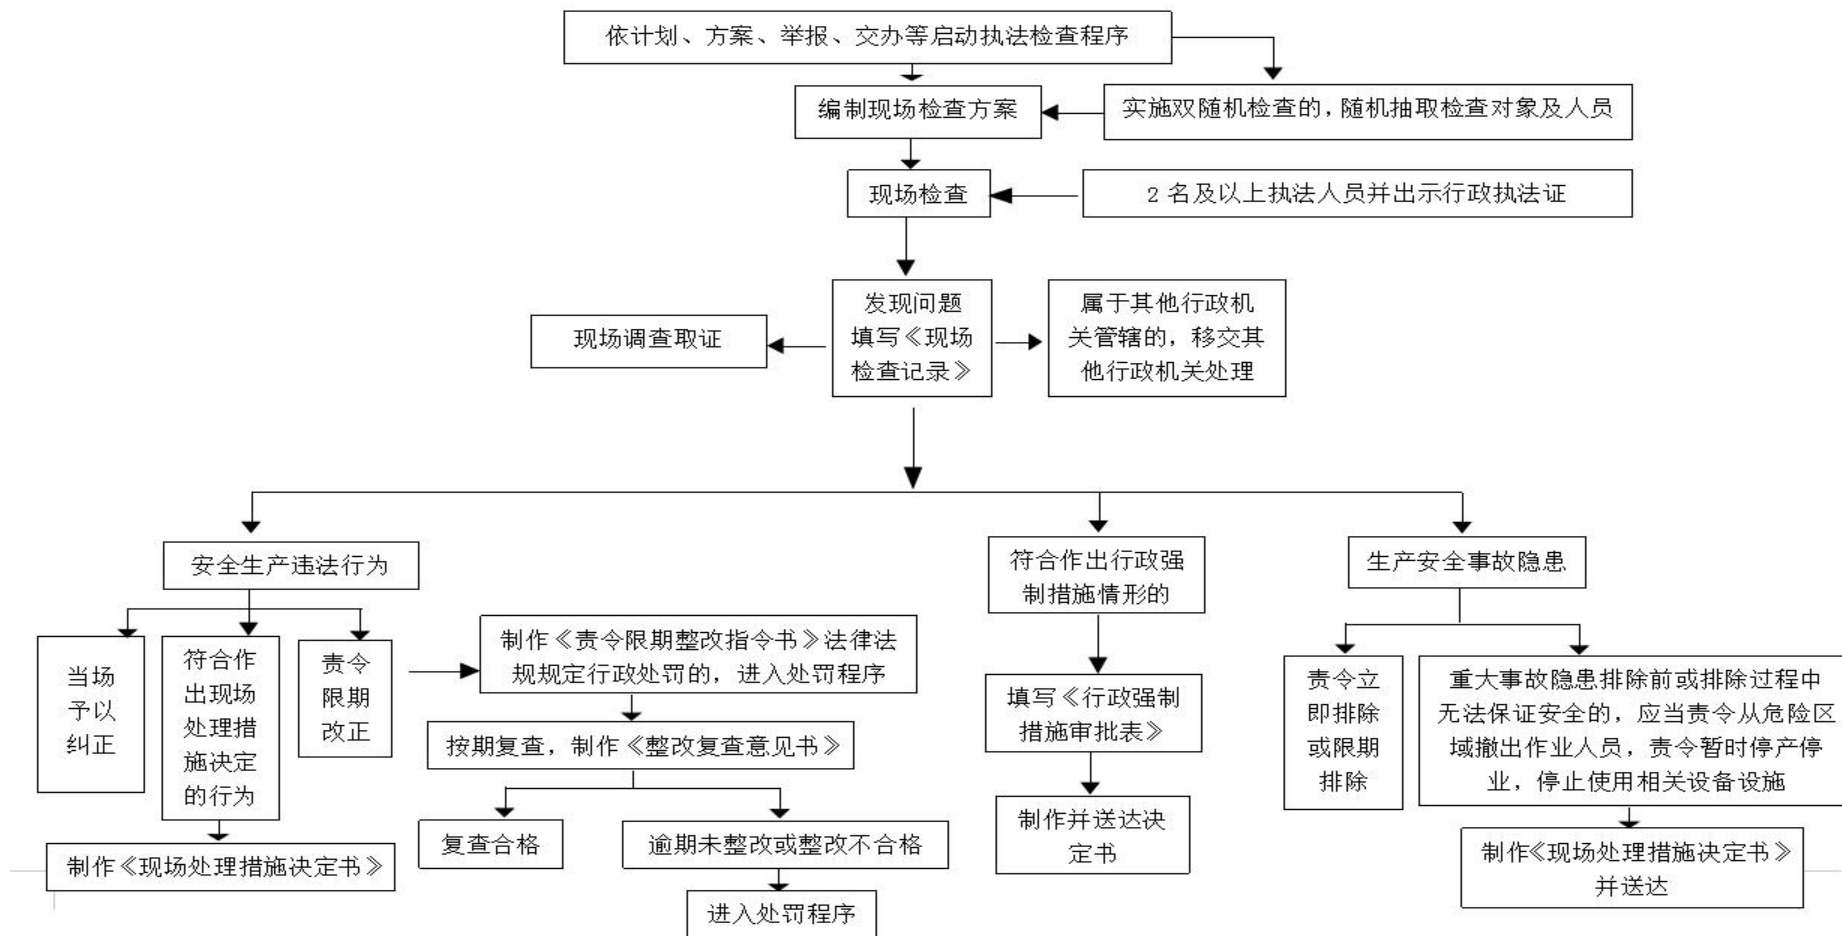 依计划、方案、举报、交办等启动执法检查程序
编制现场检查方案
实施双随机检查的，随机抽取检查对象及人员
现场检查
2 名及以上执法人员并出示行政执法证
发现问题
填写《现场
检查记录》
现场调查取证
属于其他行政机
关管辖的，移交其
他行政机关处理
安全生产违法行为
符合作出行政强
制措施情形的
生产安全事故隐患
当场
予以
纠正
符合作
出现场
处理措
施决定
的行为
责令
限期
改正
制作《责令限期整改指令书》法律法
规规定行政处罚的，进入处罚程序
按期复查，制作《整改复查意见书》
复查合格
逾期未整改或整改不合格
进入处罚程序
制作《现场处理措施决定书》
填写《行政强制
措施审批表》
制作并送达决
定书
责令立
即排除
或限期
排除
重大事故隐患排除前或排除过程中
无法保证安全的，应当责令从危险区
域撤出作业人员，责令暂时停产停
业，停止使用相关设备设施
制作《现场处理措施决定书》
并送达